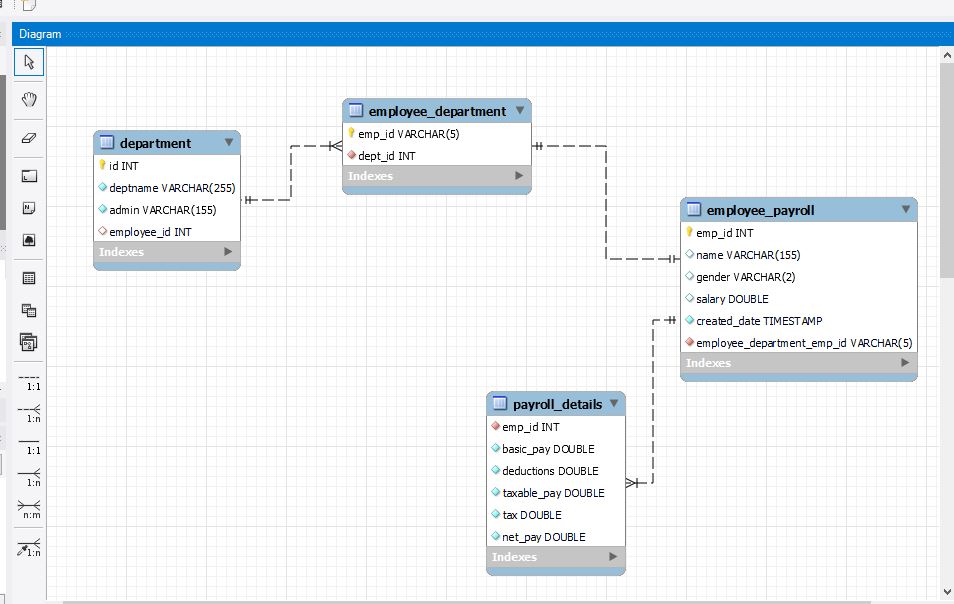 Diagram
employee_department
emp_id VARCHAR(5)
dept_id INT
Indexes
department
id INT
deptname VARCHAR(255)
admin VARCHAR(155)
employee_id INT
Indexes
employee_payroll
emp_id INT
name VARCHAR(155)
gender VARCHAR(2)
salary DOUBLE
created_date TIMESTAMP
employee_department_emp_id VARCHAR(5)
Indexes
payroll_details
emp_id INT
basic_pay DOUBLE
deductions DOUBLE
taxable_pay DOUBLE
tax DOUBLE
net_pay DOUBLE
Indexes
1:1
1:n
1:1
1:n
n:m
1:n